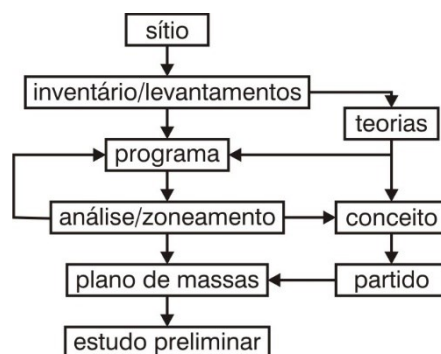 sítio
inventário/levantamentos
teorias
programa
análise/zoneamento
conceito
plano de massas
partido
estudo preliminar